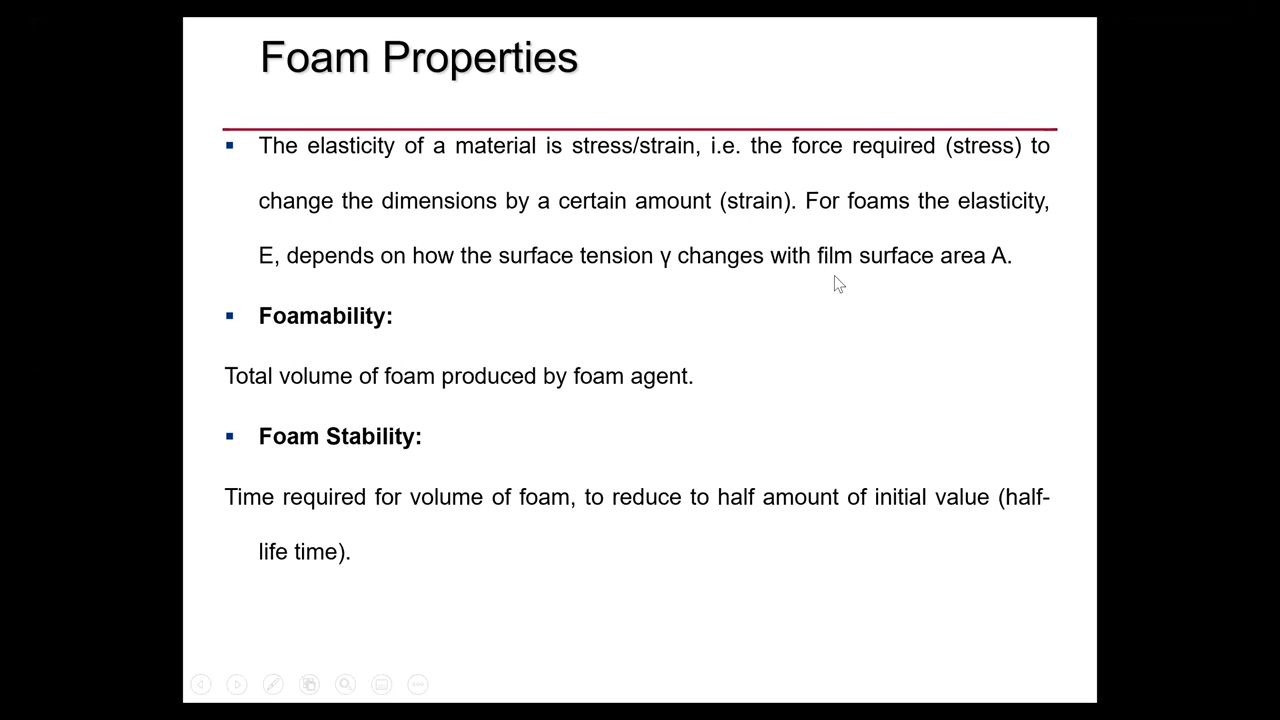 Foam Properties
▪ The elasticity of a material is stress/strain, i.e. the force required (stress) to
change the dimensions by a certain amount (strain). For foams the elasticity,
E, depends on how the surface tension γ changes with film surface area A.
▪ Foamability:
Total volume of foam produced by foam agent.
▪ Foam Stability:
Time required for volume of foam, to reduce to half amount of initial value (half-
life time).